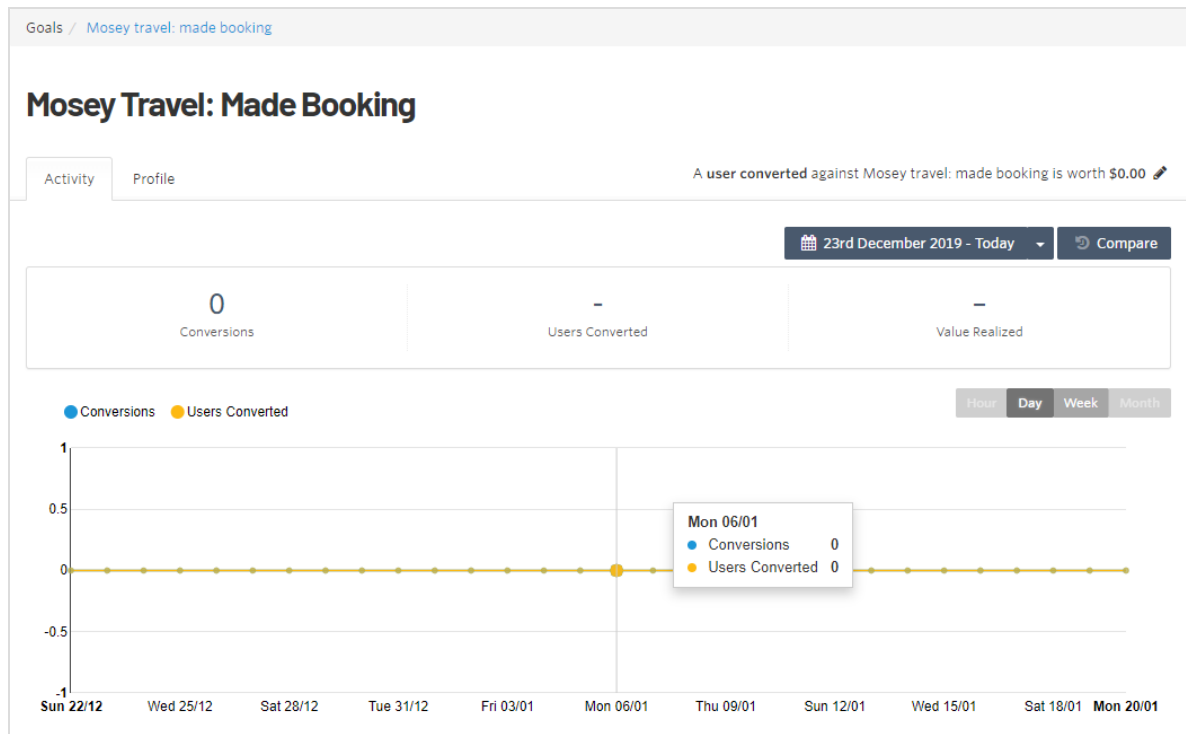 Goals / Mosey travel: made booking
Mosey Travel: Made Booking
Activity Profile
A user converted against Mosey travel: made booking is worth $0.00
23rd December 2019 - Today
Compare
0
Conversions
-
Users Converted
–
Value Realized
Conversions Users Converted
Hour Day Week Month
1
0.5
Mon 06/01
Conversions 0
Users Converted 0
0
-0.5
-1
Sun 22/12 Wed 25/12 Sat 28/12 Tue 31/12 Fri 03/01 Mon 06/01 Thu 09/01 Sun 12/01 Wed 15/01 Sat 18/01 Mon 20/01